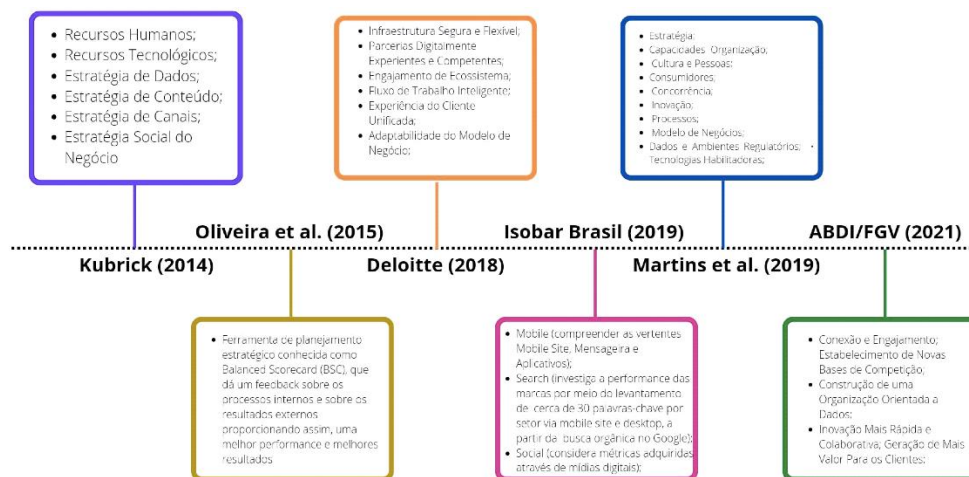 • Recursos Humanos;
• Recursos Tecnológicos;
• Estratégia de Dados;
• Estratégia de Conteúdo;
• Estratégia de Canais;
• Estratégia Social do
Negócio
• Infraestrutura Segura e Flexível;
• Parcerias Digitalmente
Experientes e Competentes;
• Engajamento de Ecossistema;
• Fluxo de Trabalho Inteligente;
• Experiência do Cliente
Unificada;
• Adaptabilidade do Modelo de
Negócio;
• Estratégia;
• Capacidades Organização;
• Cultura e Pessoas;
• Consumidores;
• Concorrência;
• Inovação;
• Processos;
• Modelo de Negócios;
• Dados e Ambientes Regulatórios; •
Tecnologias Habilitadoras;
Oliveira et al. (2015)
Isobar Brasil (2019)
ABDI/FGV (2021)
Kubrick (2014)
Deloitte (2018)
Martins et al. (2019)
• Ferramenta de planejamento
estratégico conhecida como
Balanced Scorecard (BSC), que
dá um feedback sobre os
processos internos e sobre os
resultados externos
proporcionando assim, uma
melhor performance e melhores
resultados
• Mobile (compreender as vertentes
Mobile Site, Mensageira e
Aplicativos);
• Search (investiga a performance das
marcas por meio do levantamento
de cerca de 30 palavras-chave por
setor via mobile site e desktop, a
partir da busca orgânica no Google);
• Social (considera métricas adquiridas
através de mídias digitais);
• Conexão e Engajamento;
Estabelecimento de Novas
Bases de Competição;
• Construção de uma
Organização Orientada a
Dados;
• Inovação Mais Rápida e
Colaborativa; Geração de Mais
Valor Para os Clientes;